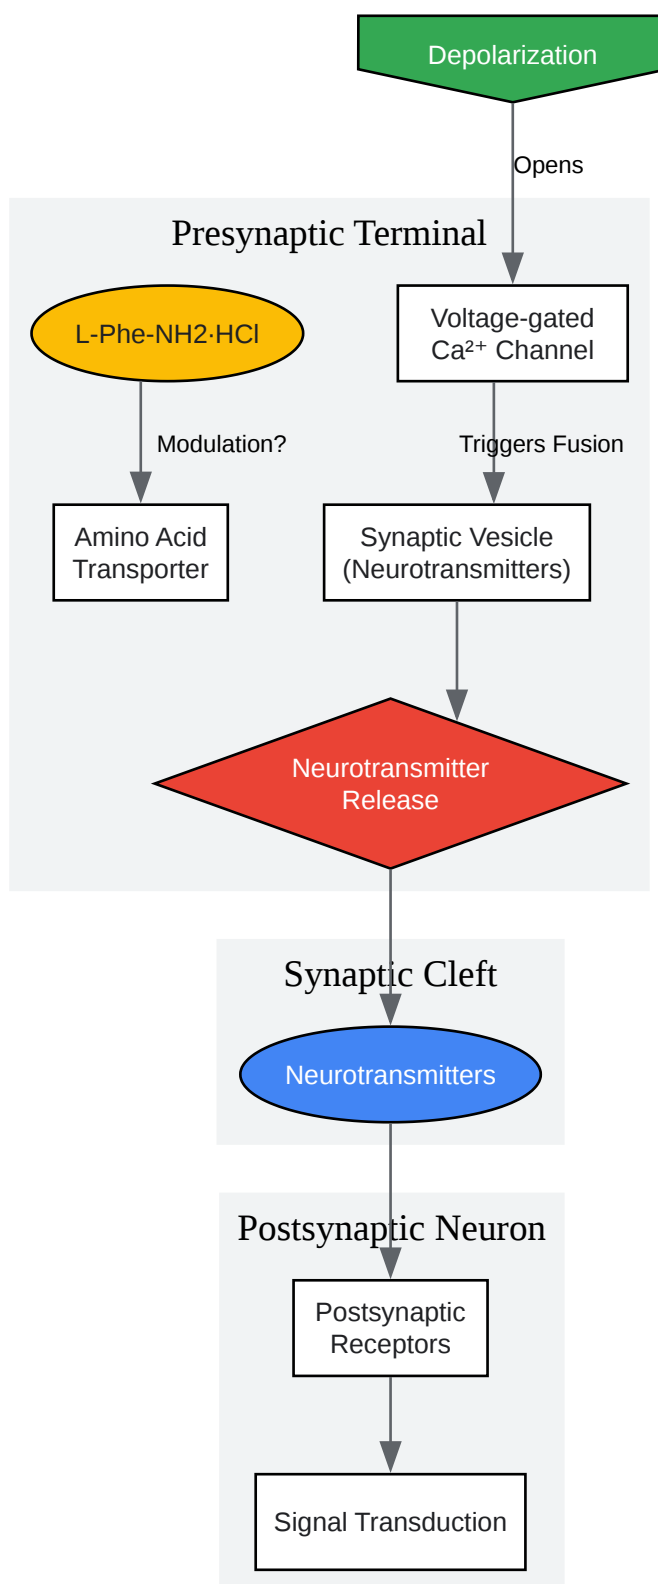 Depolarization
Opens
Presynaptic Terminal
L-Phe-NH2·HCl
Voltage-gated
Ca²⁺ Channel
Modulation?
Triggers Fusion
Amino Acid
Transporter
Synaptic Vesicle
(Neurotransmitters)
Neurotransmitter
Release
Synaptic Cleft
Neurotransmitters
Postsynaptic Neuron
Postsynaptic
Receptors
Signal Transduction